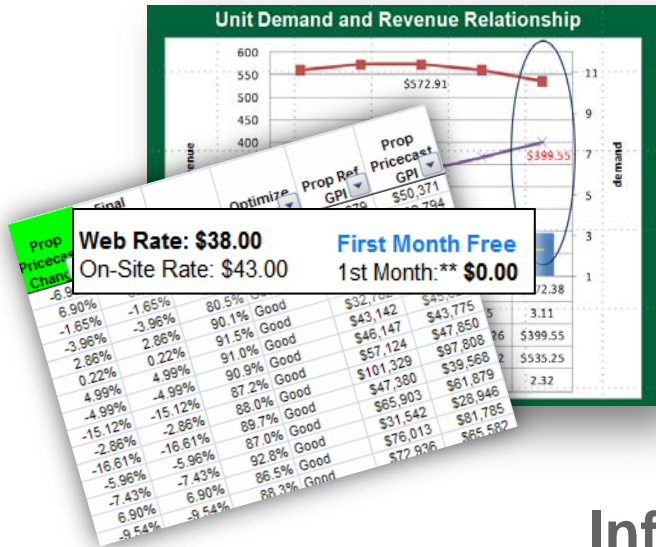 Unit Demand and Revenue Relationship
600
550
500
450
400
$572.91
$399.55
11
9
7
5
3
1
demand
72.38
3.11
$399.55
$535.25
2.32
Prop
Final
Optimize
Prop Ref
GPI
Prop
Pricecast
GPI
$50,371
Web Rate: $38.00
On-Site Rate: $43.00
First Month Free
1st Month:** $0.00
6.90%
-1.65% -1.65%
-3.96% -3.96% 80.5%
2.86% 2.86% 90.1% Good
0.22% 0.22% 91.5% Good
4.99% 4.99% 91.0% Good $43,142
-4.99% -4.99% 90.9% Good $46,147 $43,775
-15.12% -15.12% 87.2% Good $57,124 $47,850
-2.86% -2.86% 88.0% Good $101,329 $97,808
-16.61% -16.61% 89.7% Good $47,380 $39,568
-5.96% -5.96% 87.0% Good $65,903 $61,879
-7.43% -7.43% 92.8% Good $31,542 $28,946
6.90% 6.90% 86.5% Good $76,013 $81,785
-9.54% -9.54% 88.3% Good $72,936 $65,582